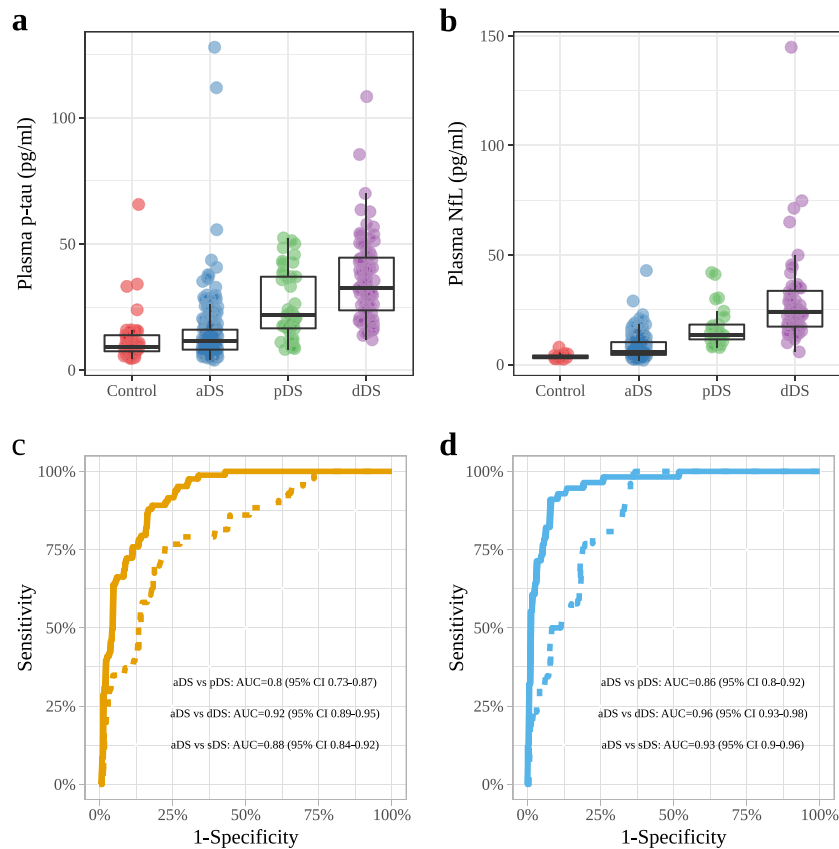 a
Plasma p-tau (pg/ml)
100
50
0
Control aDS pDS dDS
b
Plasma NfL (pg/ml)
150
100
50
0
Control aDS pDS dDS
c
Sensitivity
100%
75%
50%
25%
0%
aDS vs pDS: AUC=0.8 (95% CI 0.73-0.87)
aDS vs dDS: AUC=0.92 (95% CI 0.89-0.95)
aDS vs sDS: AUC=0.88 (95% CI 0.84-0.92)
0% 25% 50% 75% 100%
1-Specificity
d
Sensitivity
100%
75%
50%
25%
0%
aDS vs pDS: AUC=0.86 (95% CI 0.8-0.92)
aDS vs dDS: AUC=0.96 (95% CI 0.93-0.98)
aDS vs sDS: AUC=0.93 (95% CI 0.9-0.96)
0% 25% 50% 75% 100%
1-Specificity